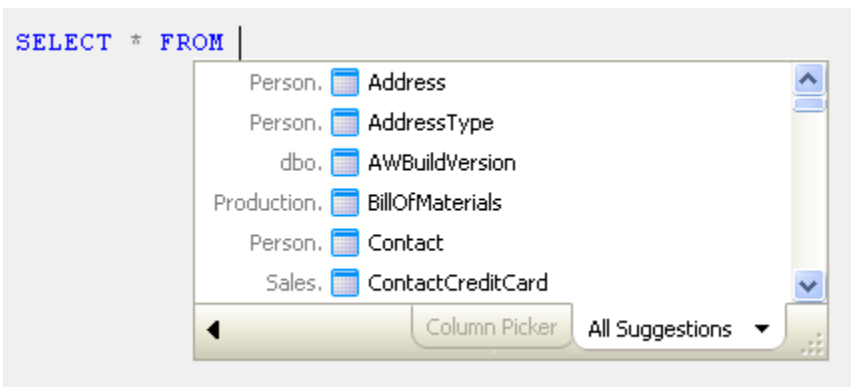 SELECT * FROM
Person. Address
Person. AddressType
dbo. AWBuildVersion
Production. BillOfMaterials
Person. Contact
Sales. ContactCreditCard
Column Picker All Suggestions